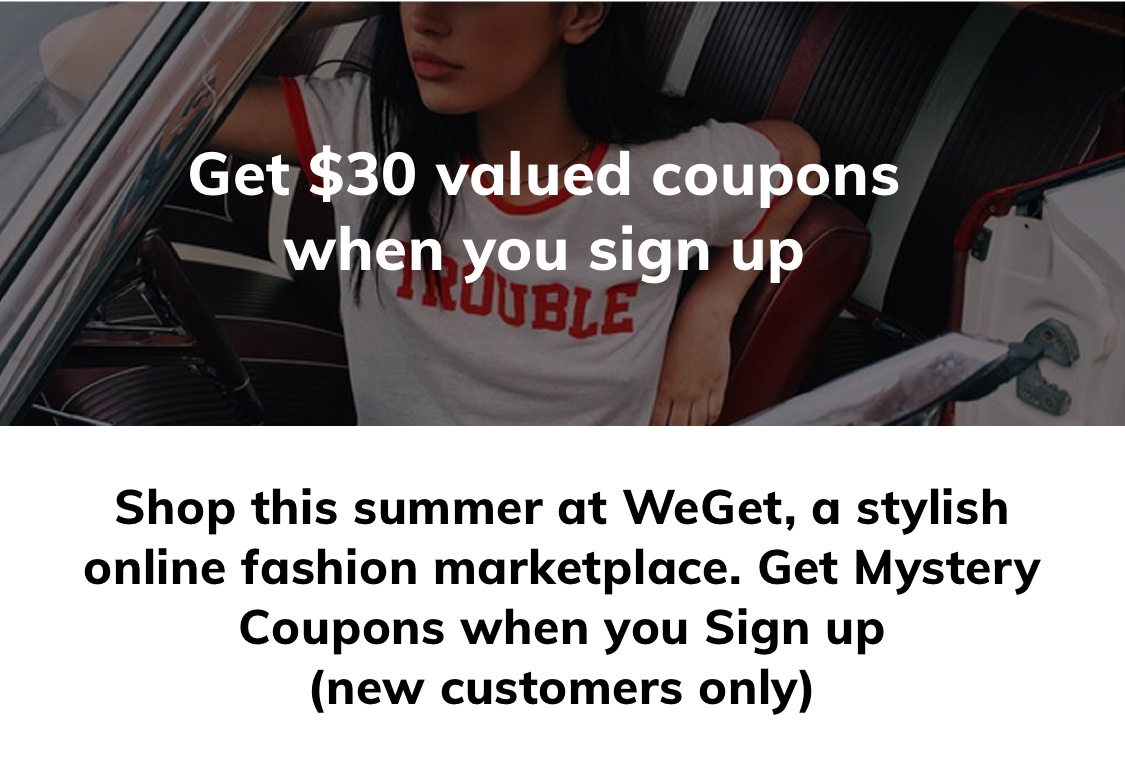 Get $30 valued coupons
when you sign up
TROUBLE
Shop this summer at WeGet, a stylish
online fashion marketplace. Get Mystery
Coupons when you Sign up
(new customers only)